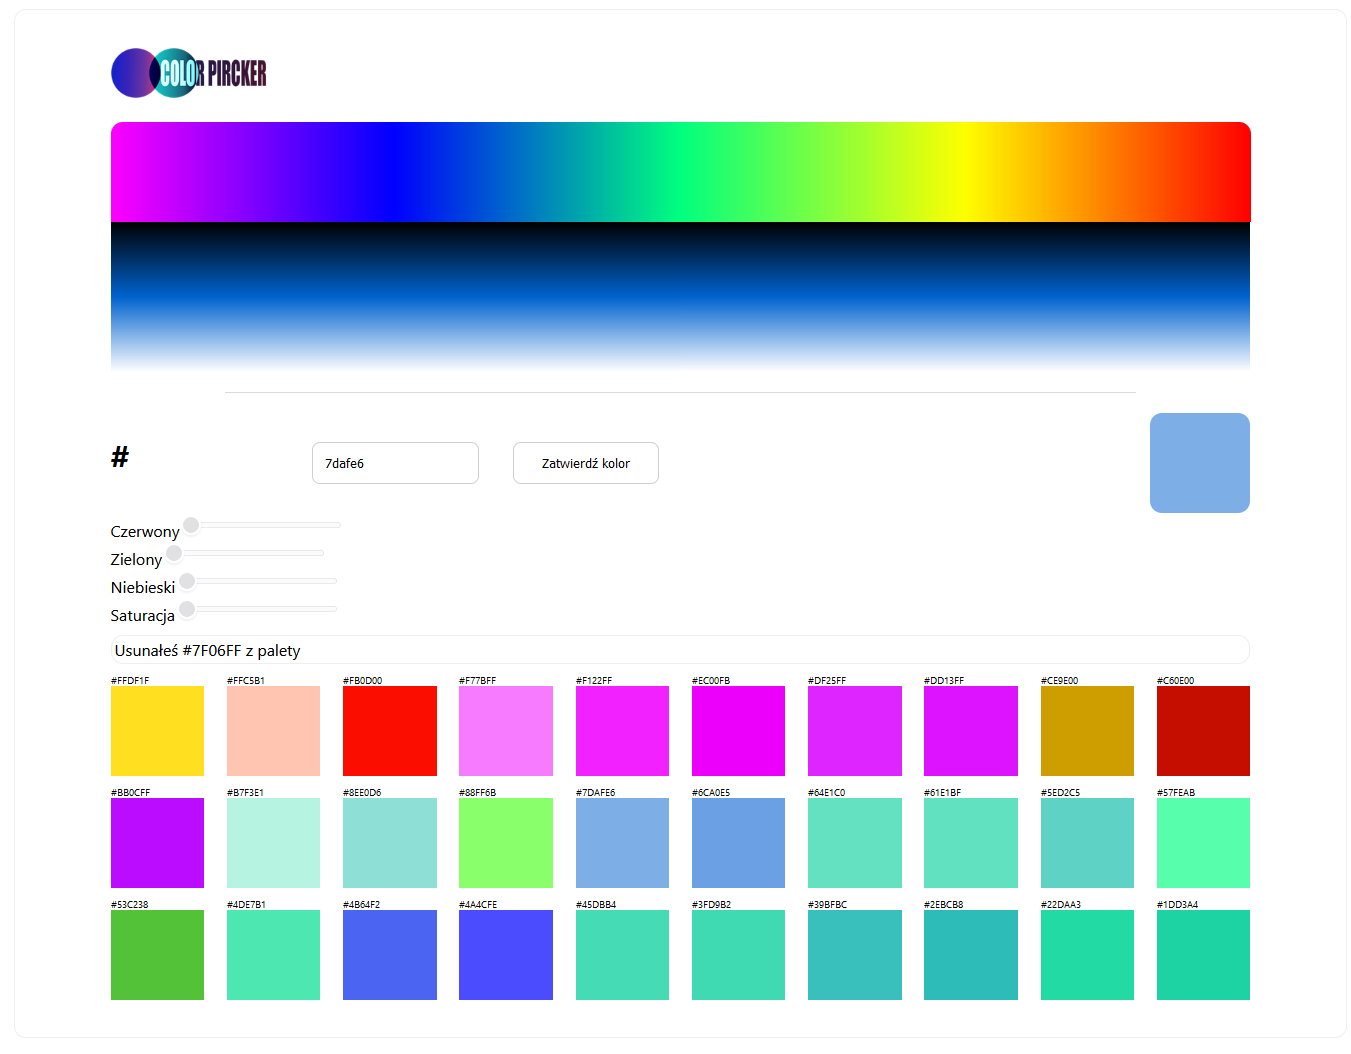 COLOR PIRCKER
#
7dafe6
Zatwierdź kolor
Czerwony
Zielony
Niebieski
Saturacja
Usunałeś #7F06FF z palety
#FFDF1F #FFC5B1 #FB0D00 #F77BFF #F122FF #EC00FB #DF25FF #DD13FF #CE9E00 #C60E00
#BB0CFF #B7F3E1 #8EE0D6 #88FF6B #7DAFE6 #6CA0E5 #64E1C0 #61E1BF #5ED2C5 #57FEAB
#53C238 #4DE7B1 #4B64F2 #4A4CFE #45DBB4 #3FD9B2 #39BFBC #2EBCB8 #22DAA3 #1DD3A4